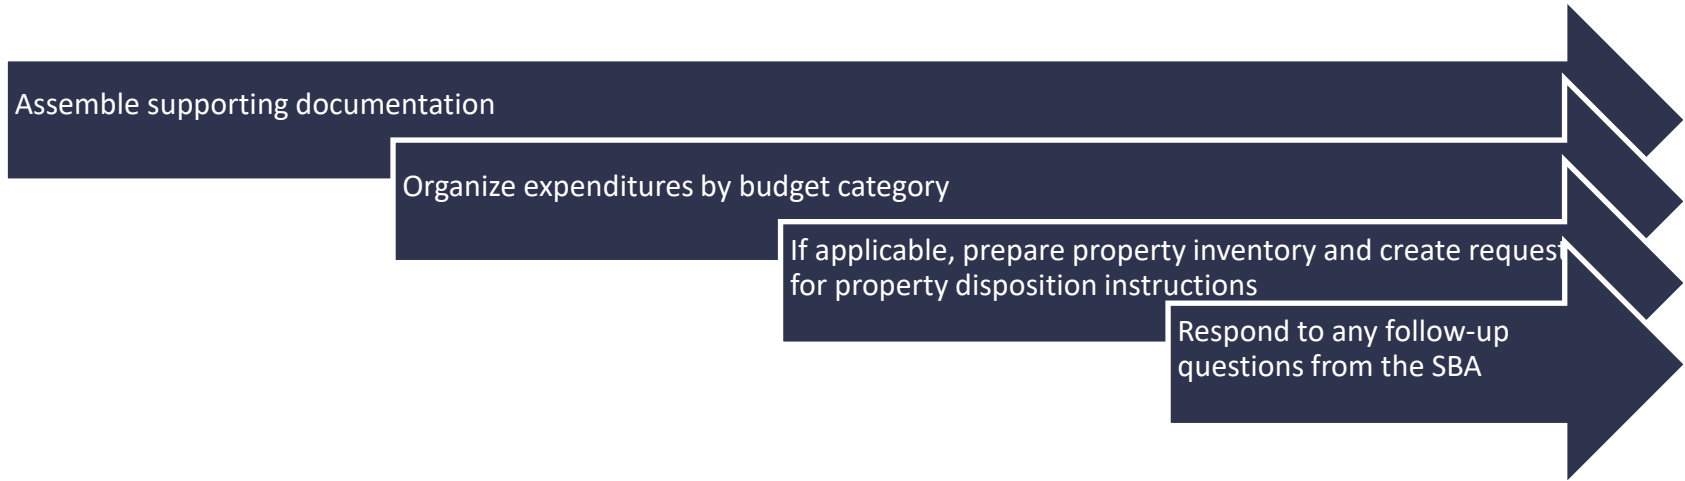 Assemble supporting documentation
Organize expenditures by budget category
If applicable, prepare property inventory and create request
for property disposition instructions
Respond to any follow-up
questions from the SBA